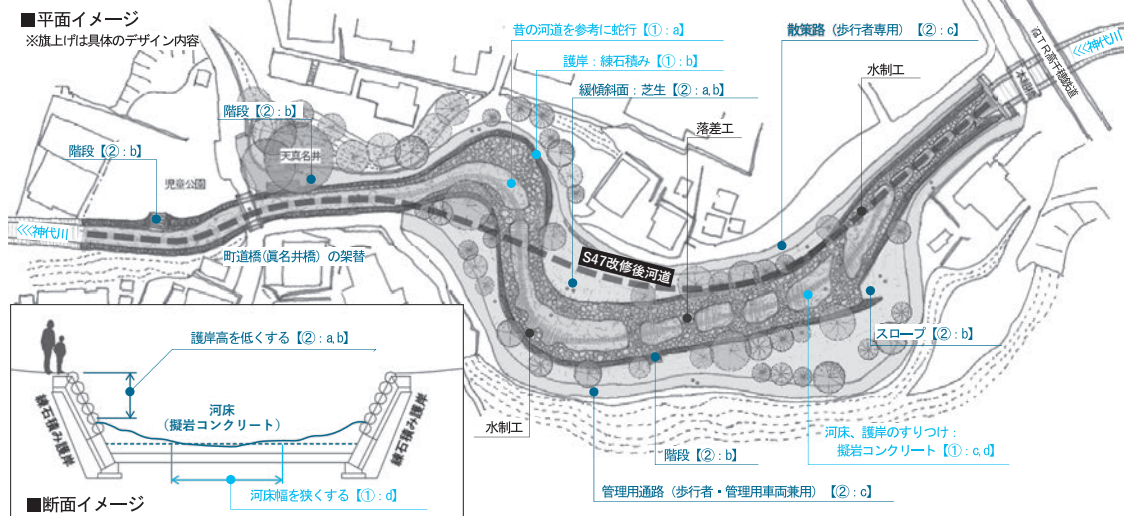 ■平面イメージ
※旗上げは具体のデザイン内容
昔の河道を参考に蛇行【①：a】
護岸：練石積み【①：b】
緩傾斜面：芝生【②：a,b】
散策路（歩行者専用）【②：c】
水制工
落差工
旧TR高千穂鉄道
<<<神代川
階段【②：b】
階段【②：b】
天真名井
児童公園
<<<神代川
町道橋(眞名井橋）の架替
S47改修後河道
スロープ【②：b】
水制工
階段【②：b】
河床、護岸のすりつけ：
擬岩コンクリート【①：c,d】
管理用通路（歩行者・管理用車両兼用）【②：c】
護岸高を低くする【②：a,b】
河床
（擬岩コンクリート）
練石積み護岸
練石積み護岸
河床幅を狭くする【①：d】
■断面イメージ